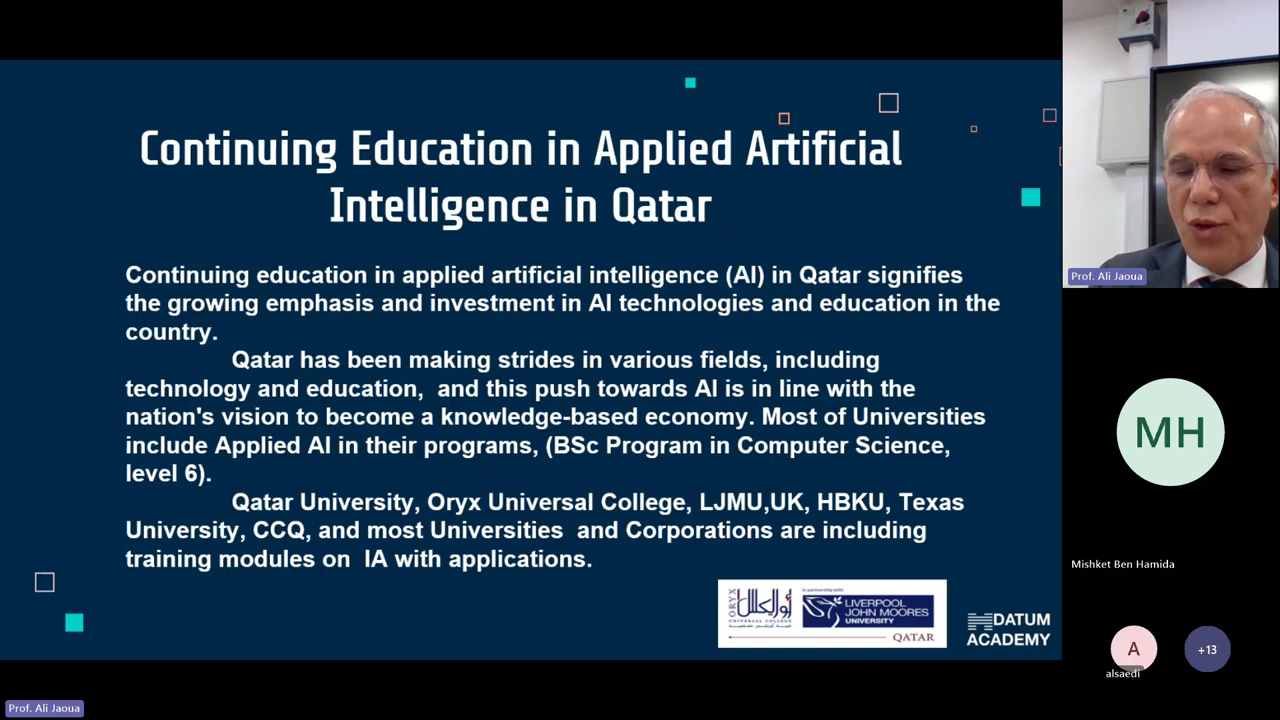 Continuing Education in Applied Artificial
Intelligence in Qatar
Continuing education in applied artificial intelligence (AI) in Qatar signifies
the growing emphasis and investment in AI technologies and education in the
country.
Qatar has been making strides in various fields, including
technology and education, and this push towards AI is in line with the
nation's vision to become a knowledge-based economy. Most of Universities
include Applied AI in their programs, (BSc Program in Computer Science,
level 6).
Qatar University, Oryx Universal College, LJMU,UK, HBKU, Texas
University, CCQ, and most Universities and Corporations are including
training modules on IA with applications.
ORYX
in partnership with
LIVERPOOL
JOHN MOORES
UNIVERSITY
QATAR
DATUM
ACADEMY
Prof. Ali Jaoua
MH
Mishket Ben Hamida
A
+13
alsaedi
Prof. Ali Jaoua